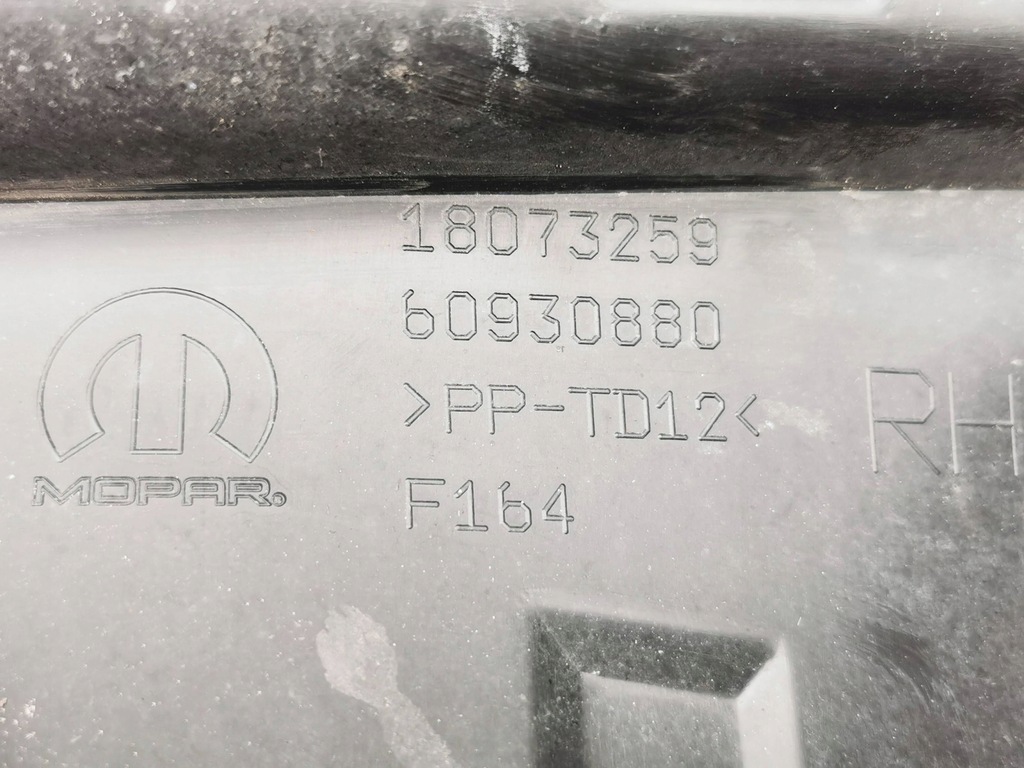 18073259
60930880
>PP-TD12<
F164
MOPAR.
RH